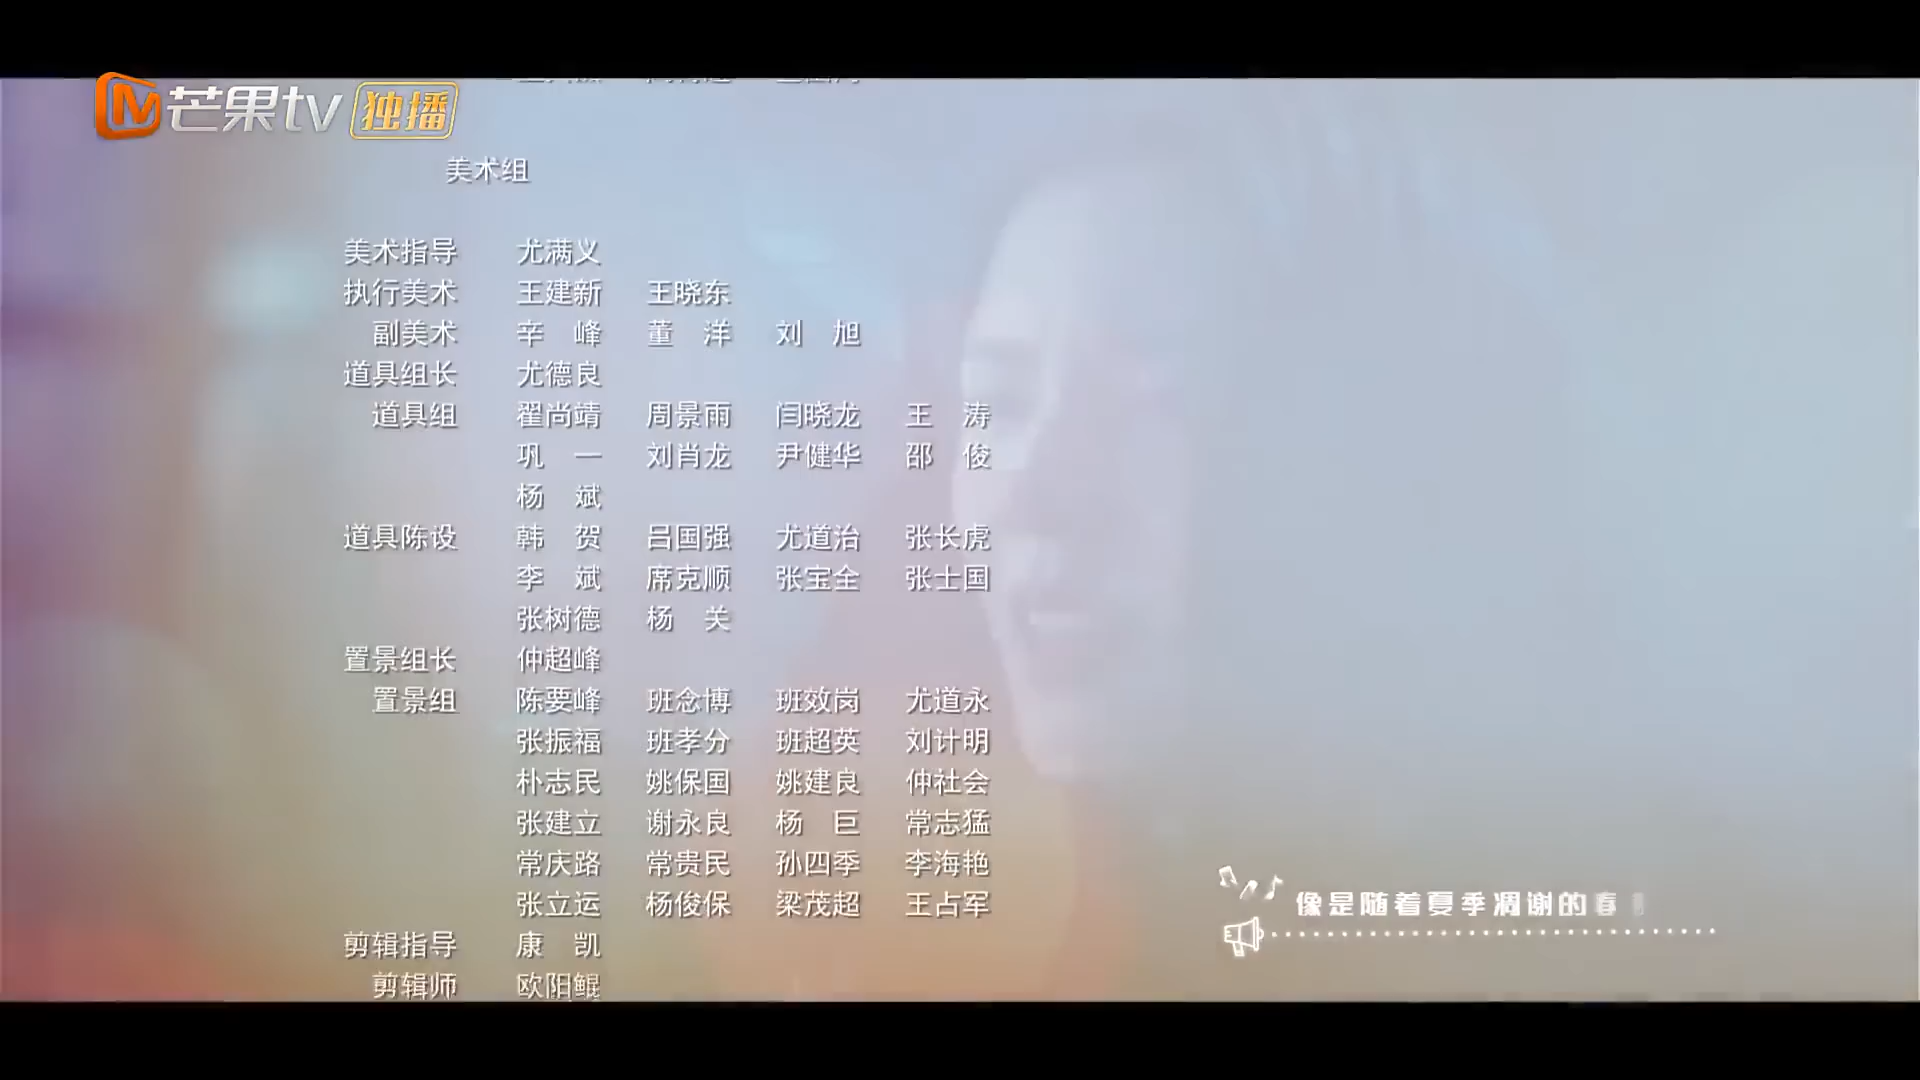 芒果tv 独播
美术组
美术指导 尤满义
执行美术 王建新 王晓东
副美术 辛 峰 董 洋 刘 旭
道具组长 尤德良
道具组 翟尚靖 周景雨 闫晓龙 王 涛
巩 一 刘肖龙 尹健华 邵 俊
杨 斌
道具陈设 韩 贺 吕国强 尤道治 张长虎
李 斌 席克顺 张宝全 张士国
张树德 杨 关
置景组长 仲超峰
置景组 陈要峰 班念博 班效岗 尤道永
张振福 班孝分 班超英 刘计明
朴志民 姚保国 姚建良 仲社会
张建立 谢永良 杨 巨 常志猛
常庆路 常贵民 孙四季 李海艳
张立运 杨俊保 梁茂超 王占军
剪辑指导 康 凯
剪辑师 欧阳鲲
像是随着夏季凋谢的春